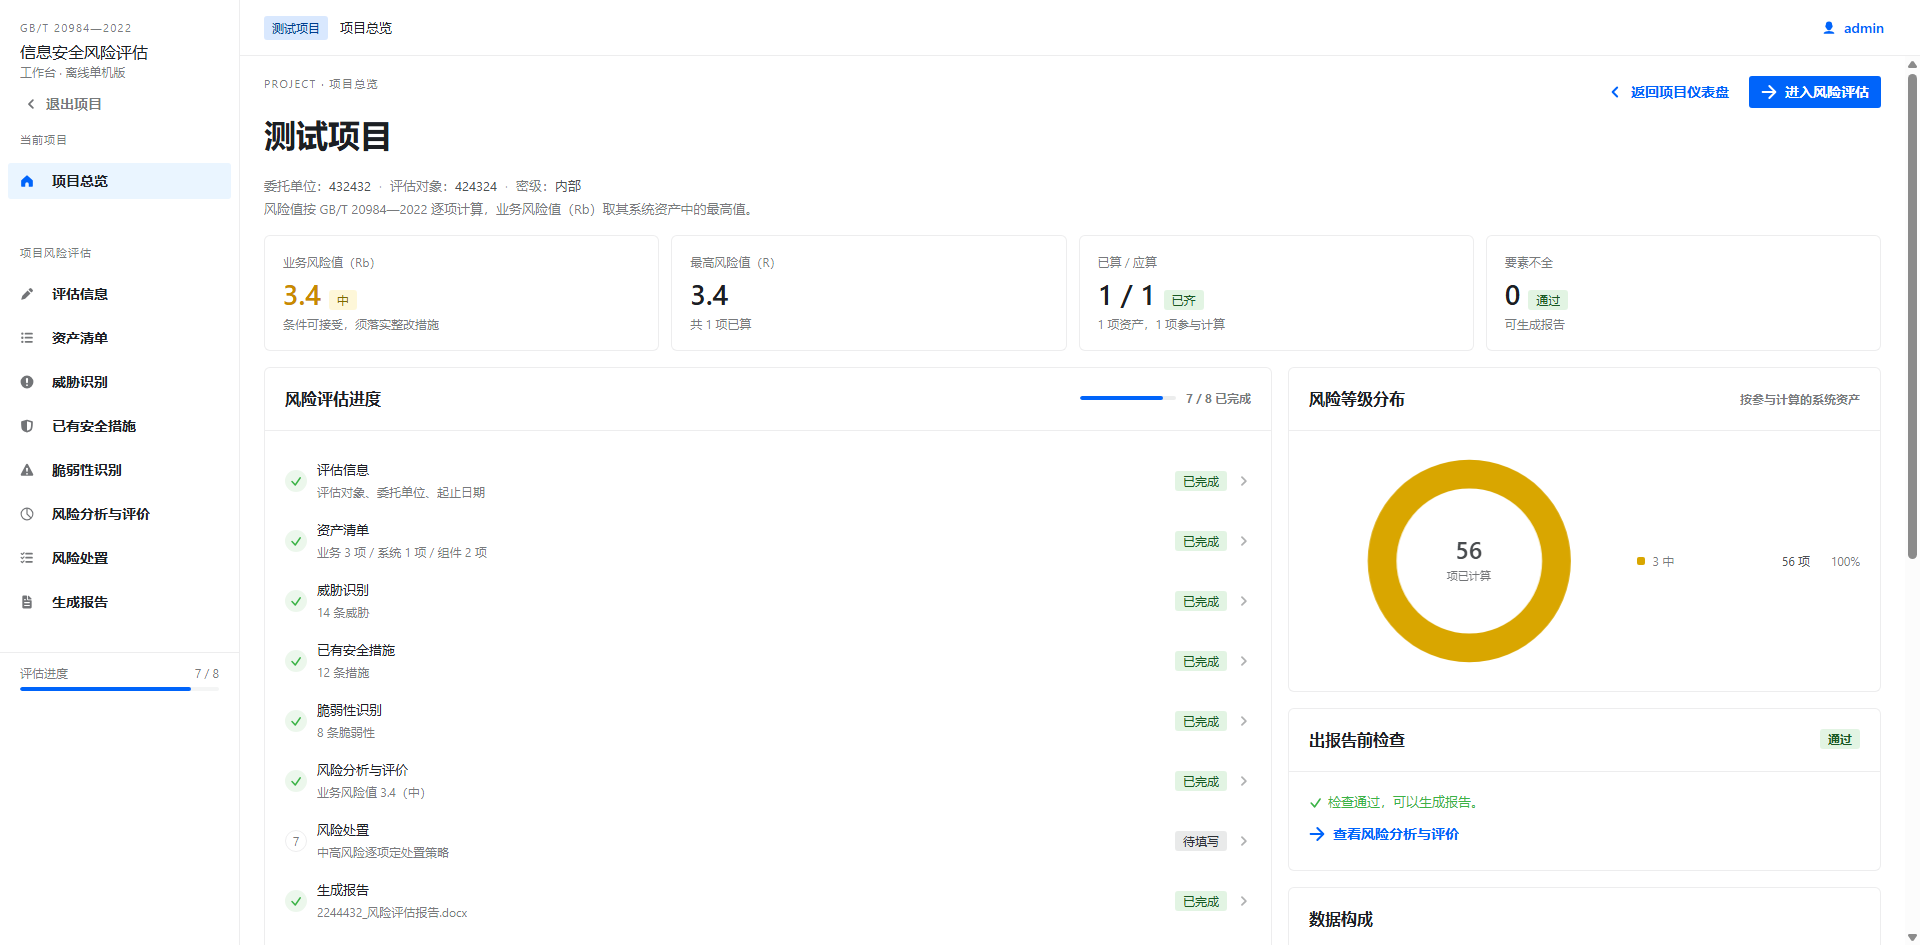 GB/T 20984—2022
信息安全风险评估
工作台 · 离线单机版
退出项目
当前项目
项目总览
项目风险评估
评估信息
资产清单
威胁识别
已有安全措施
脆弱性识别
风险分析与评价
风险处置
生成报告
评估进度 7 / 8
测试项目 项目总览
admin
PROJECT · 项目总览
返回项目仪表盘 进入风险评估
测试项目
委托单位：432432 · 评估对象：424324 · 密级：内部
风险值按 GB/T 20984—2022 逐项计算，业务风险值（Rb）取其系统资产中的最高值。
业务风险值（Rb）
3.4 中
条件可接受，须落实整改措施
最高风险值（R）
3.4
共 1 项已算
已算 / 应算
1 / 1 已齐
1 项资产，1 项参与计算
要素不全
0 通过
可生成报告
风险评估进度 7 / 8 已完成
评估信息
评估对象、委托单位、起止日期
已完成
资产清单
业务 3 项 / 系统 1 项 / 组件 2 项
已完成
威胁识别
14 条威胁
已完成
已有安全措施
12 条措施
已完成
脆弱性识别
8 条脆弱性
已完成
风险分析与评价
业务风险值 3.4（中）
已完成
7
风险处置
中高风险逐项定处置策略
待填写
生成报告
2244432_风险评估报告.docx
已完成
风险等级分布 按参与计算的系统资产
56
项已计算
3 中 56 项 100%
出报告前检查 通过
检查通过，可以生成报告。
查看风险分析与评价
数据构成